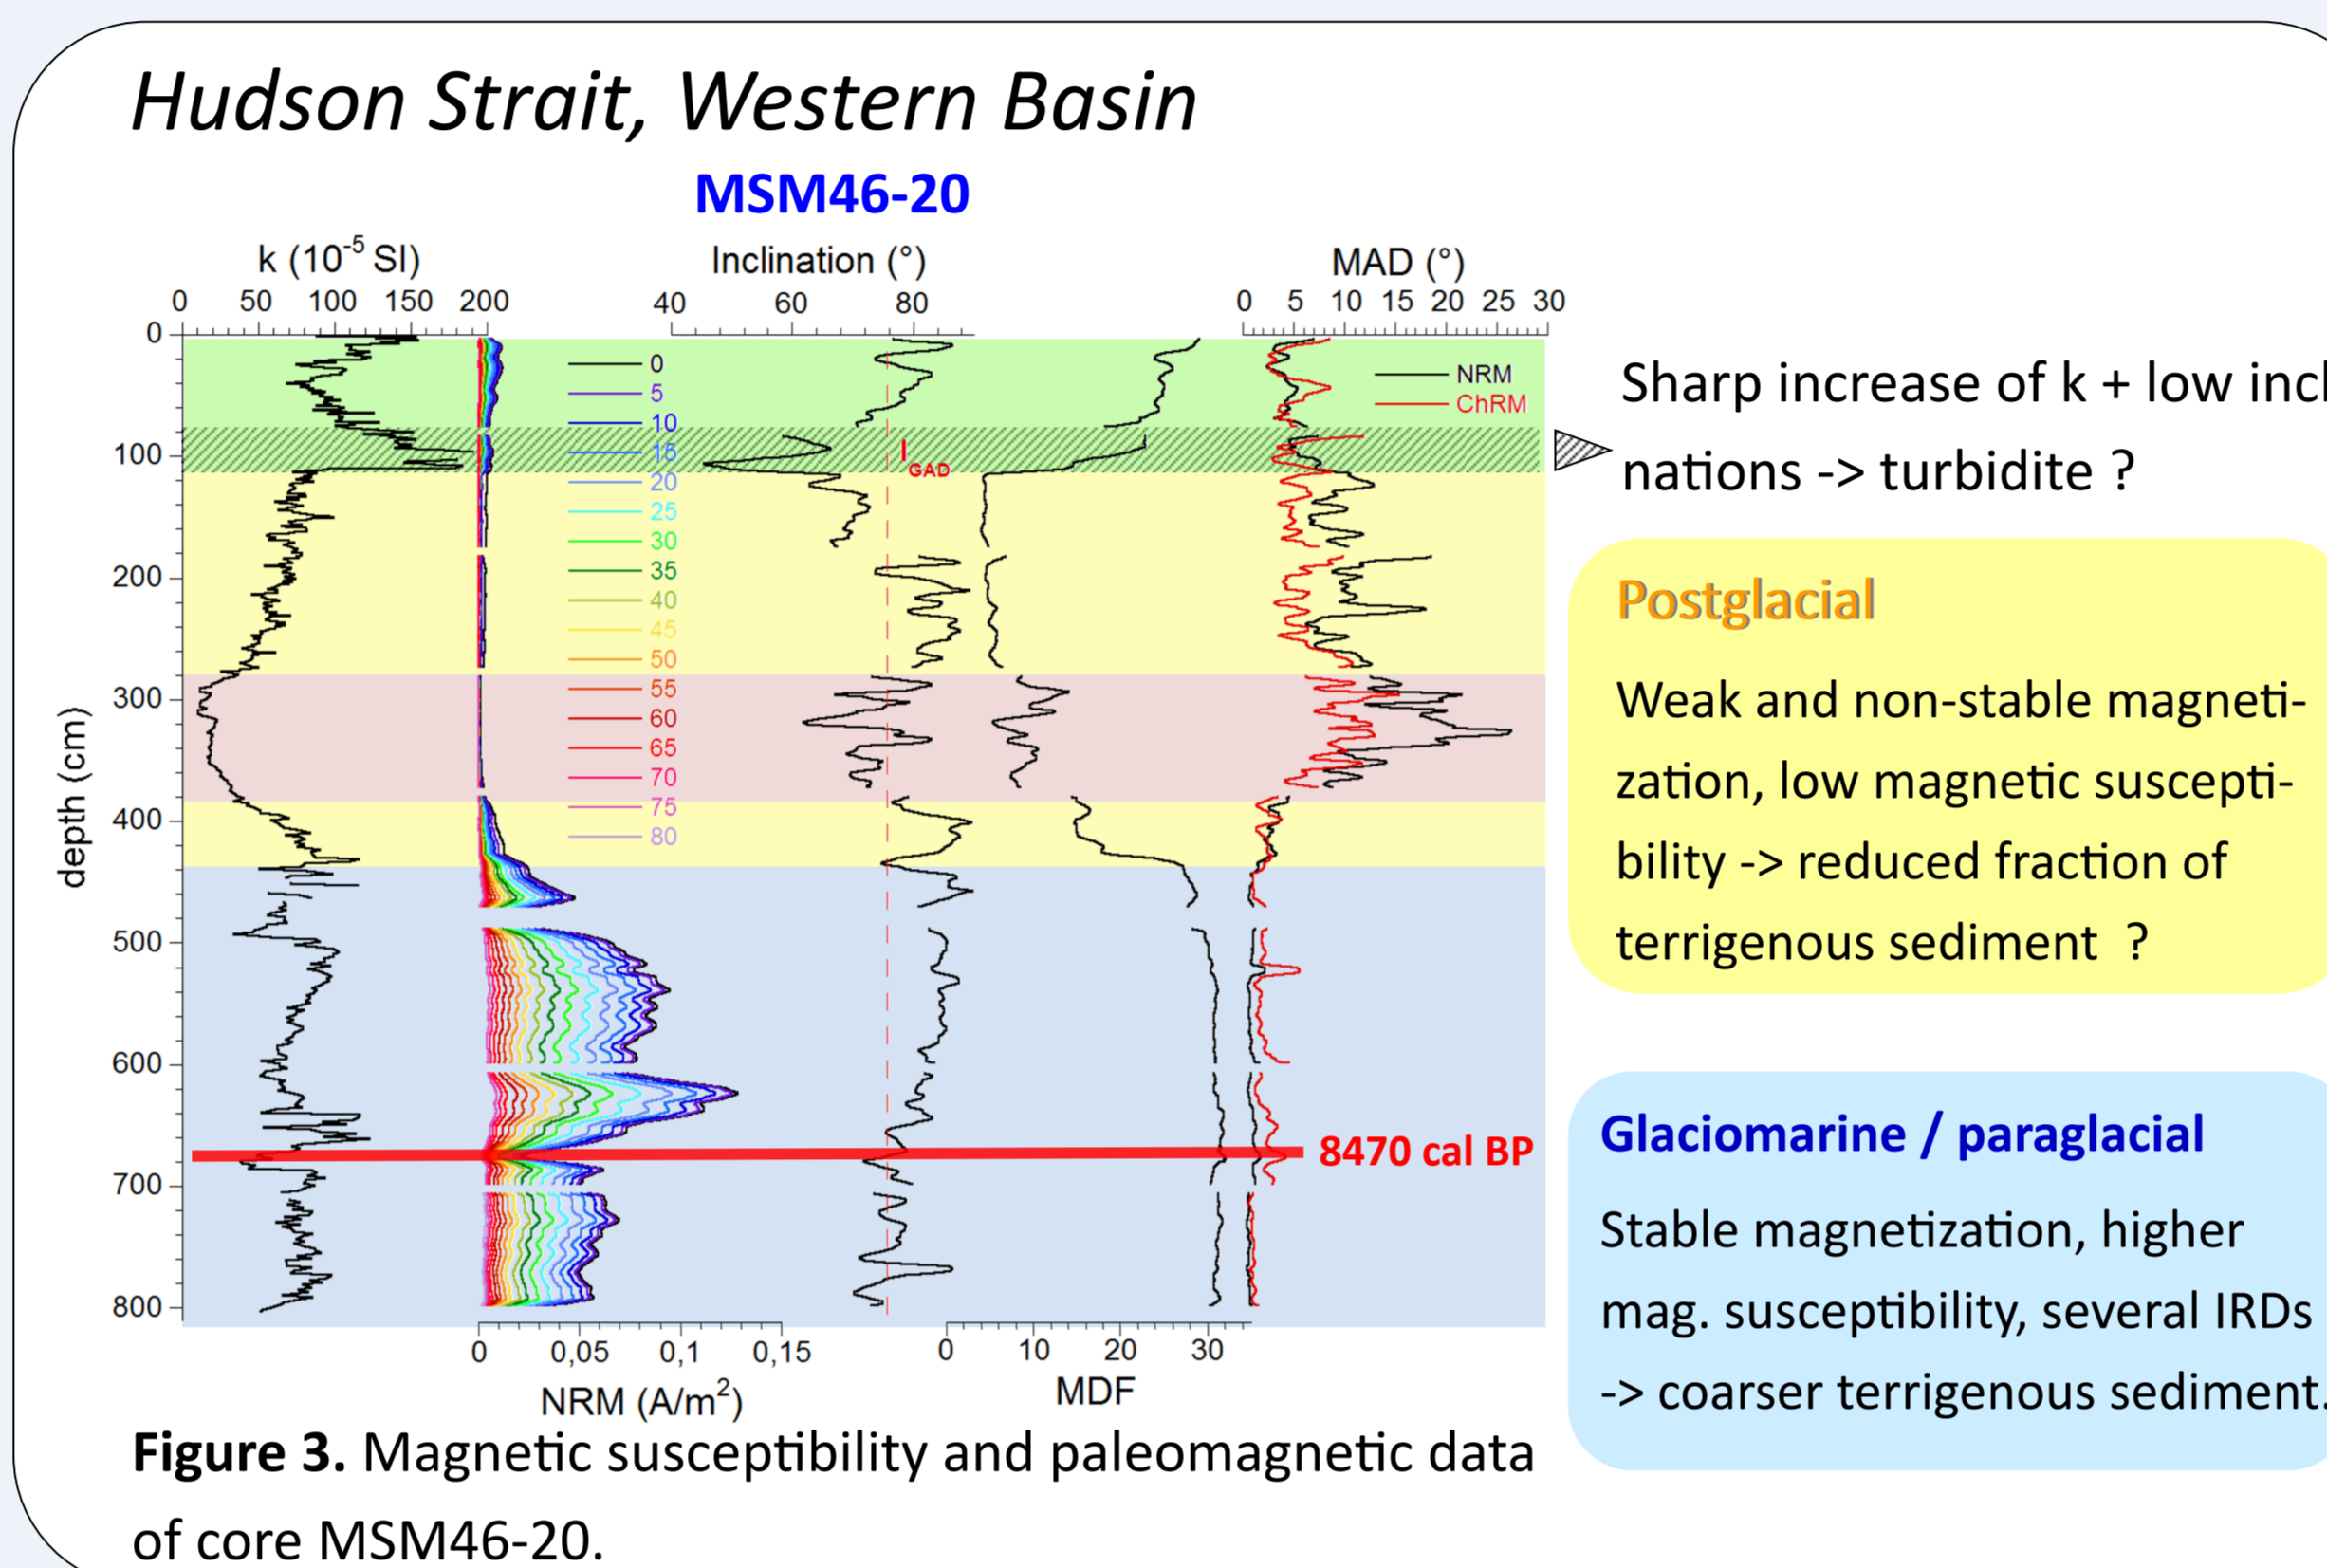 Hudson Strait, Western Basin
MSM46-20
k (10-5 SI)
Inclination (°)
MAD (°)
0 50 100 150 200
40 60 80
0 5 10 15 20 25 30
depth (cm)
0
100
200
300
400
500
600
700
800
0
5
10
15
20
25
30
35
40
45
50
55
60
65
70
75
80
IGAD
NRM
ChRM
8470 cal BP
0 0,05 0,1 0,15
NRM (A/m2)
0 10 20 30
MDF
Sharp increase of k + low incl
nations -> turbidite ?
Postglacial
Weak and non-stable magneti-
zation, low magnetic suscepti-
bility -> reduced fraction of
terrigenous sediment ?
Glaciomarine / paraglacial
Stable magnetization, higher
mag. susceptibility, several IRDs
-> coarser terrigenous sediment.
Figure 3. Magnetic susceptibility and paleomagnetic data
of core MSM46-20.